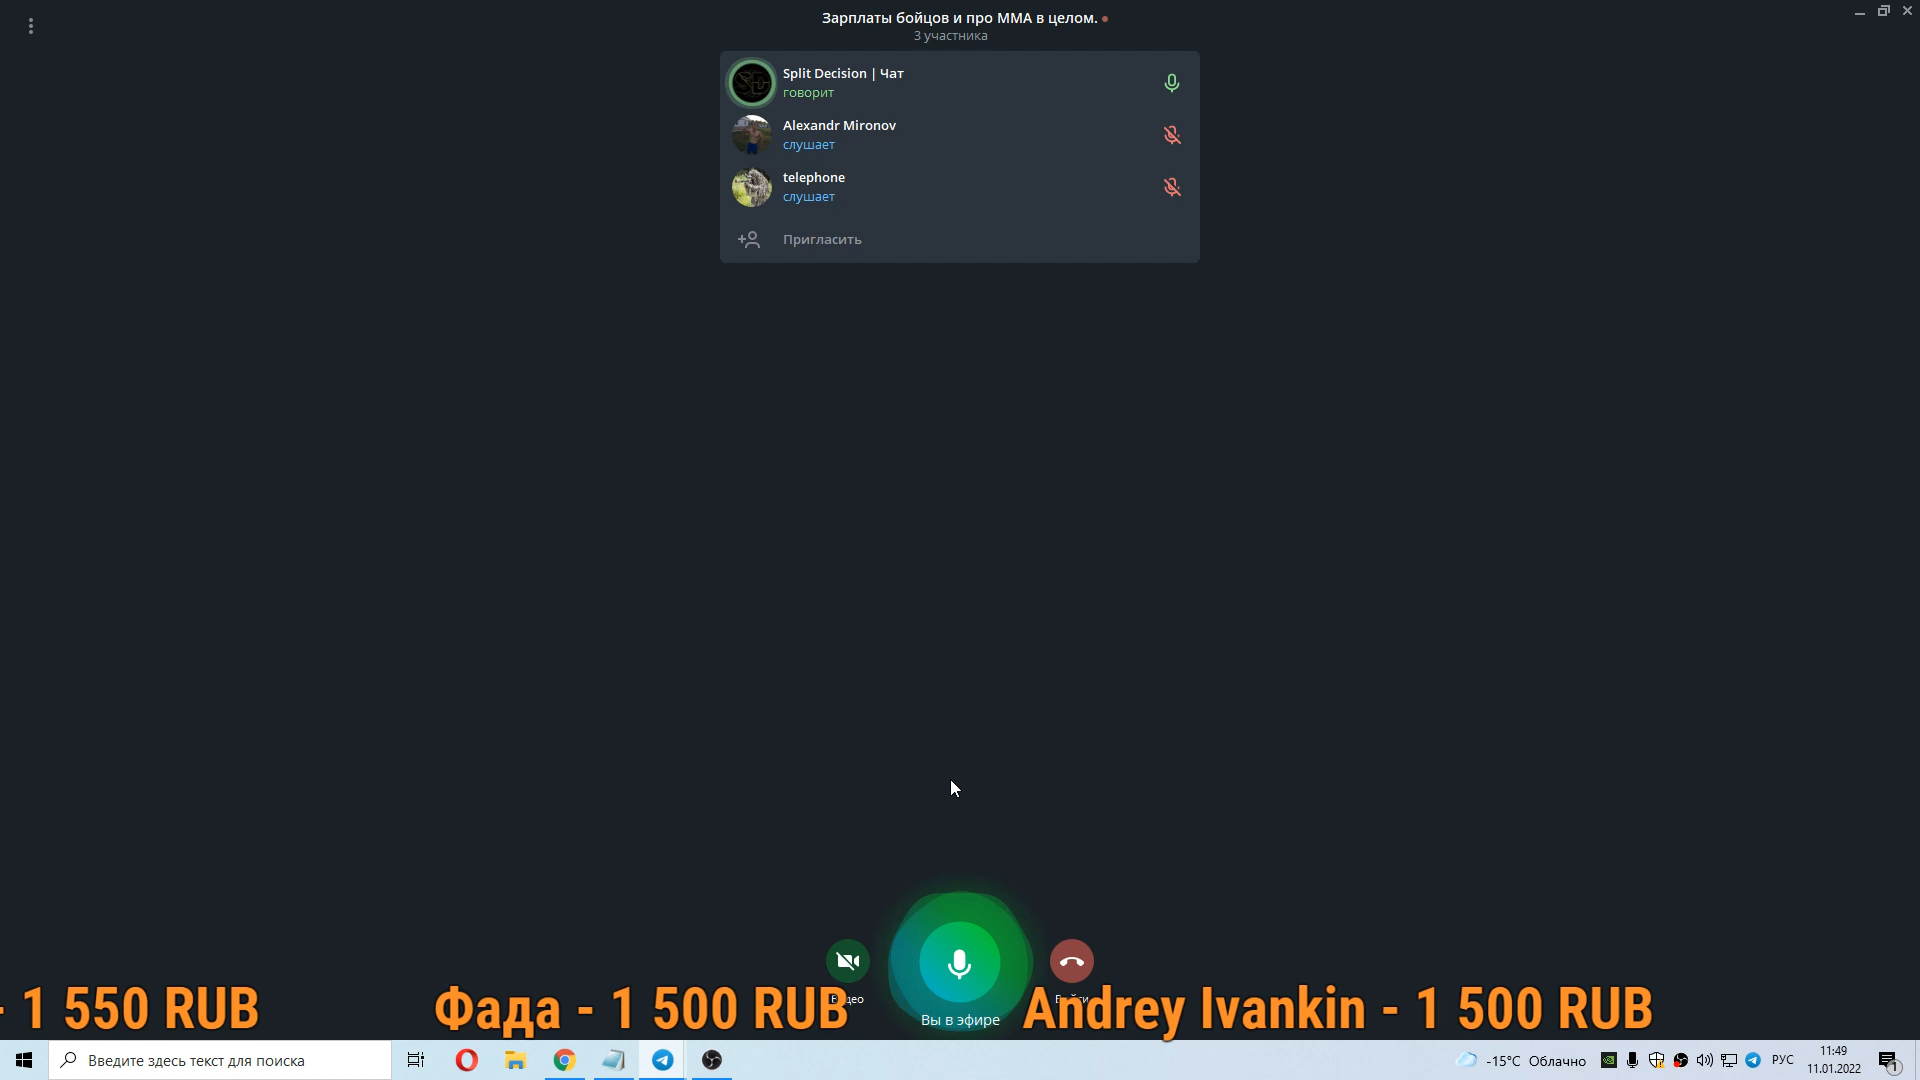 Зарплаты бойцов и про ММА в целом.
3 участника
Split Decision | Чат
говорит
Alexandr Mironov
слушает
telephone
слушает
Пригласить
- 1 550 RUB
Фада - 1 500 RUB
Andrey Ivankin - 1 500 RUB
Вы в эфире
Введите здесь текст для поиска
-15°C Облачно
РУС
11:49
11.01.2022
1